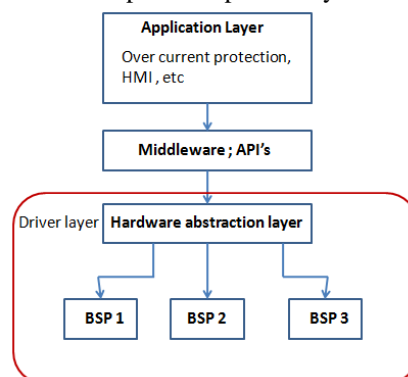 Application Layer
Over current protection,
HMI , etc
Middleware ; API's
Driver layer
Hardware abstraction layer
BSP 1
BSP 2
BSP 3